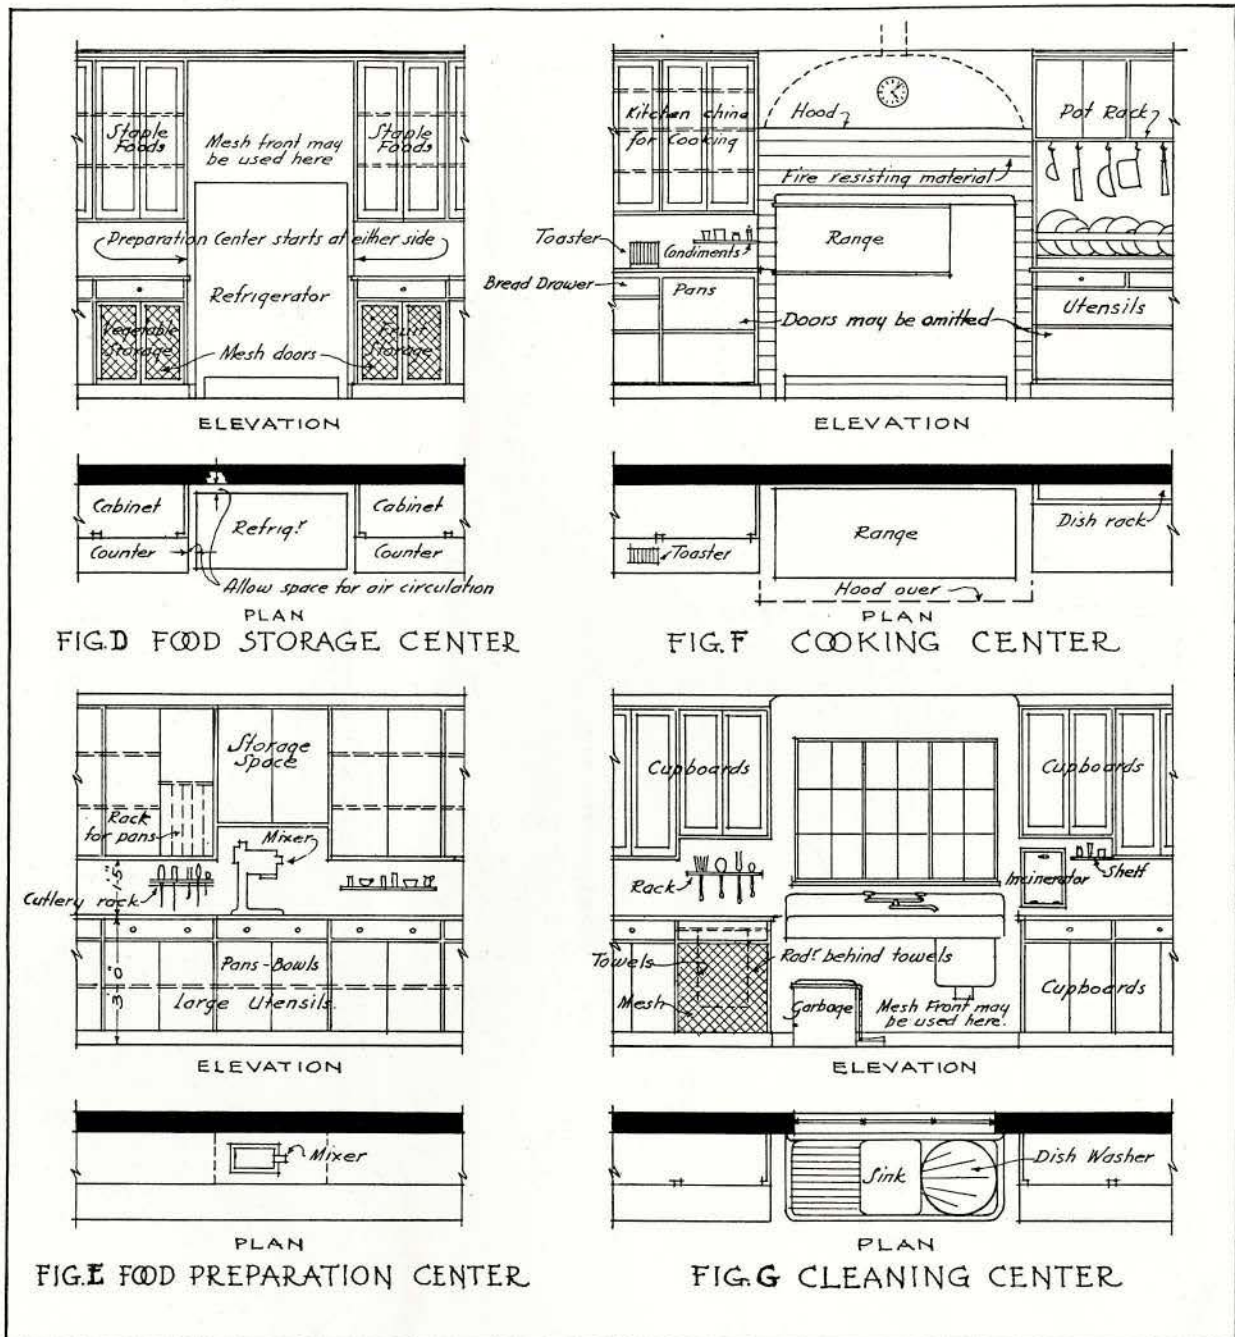 Staple
Foods
Mesh front may
be used here
Staple
Foods
Preparation Center starts at either side
Refrigerator
Vegetable
Storage
Mesh doors
Fruit
Storage
ELEVATION
Cabinet
Refrig'.
Cabinet
Counter
Counter
Allow space for air circulation
PLAN
FIG.D FOOD STORAGE CENTER
Kitchen china
for Cooking
Hood
Pot Rack
Fire resisting material
Toaster
Condiments
Range
Bread Drawer
Pans
Utensils
Doors may be omitted
ELEVATION
Range
Dish rack
Toaster
Hood over
PLAN
FIG.F COOKING CENTER
Storage
Space
Rack
for pans
Mixer
1'-5"
Cutlery rack
3'-0"
Pans-Bowls
Large Utensils.
ELEVATION
Mixer
PLAN
FIG.E FOOD PREPARATION CENTER
Cupboards
Cupboards
Rack
Incinerator
Shelf
Towels
Radr. behind towels
Mesh
Garbage
Mesh Front may
be used here.
Cupboards
ELEVATION
Sink
Dish Washer
PLAN
FIG.G CLEANING CENTER